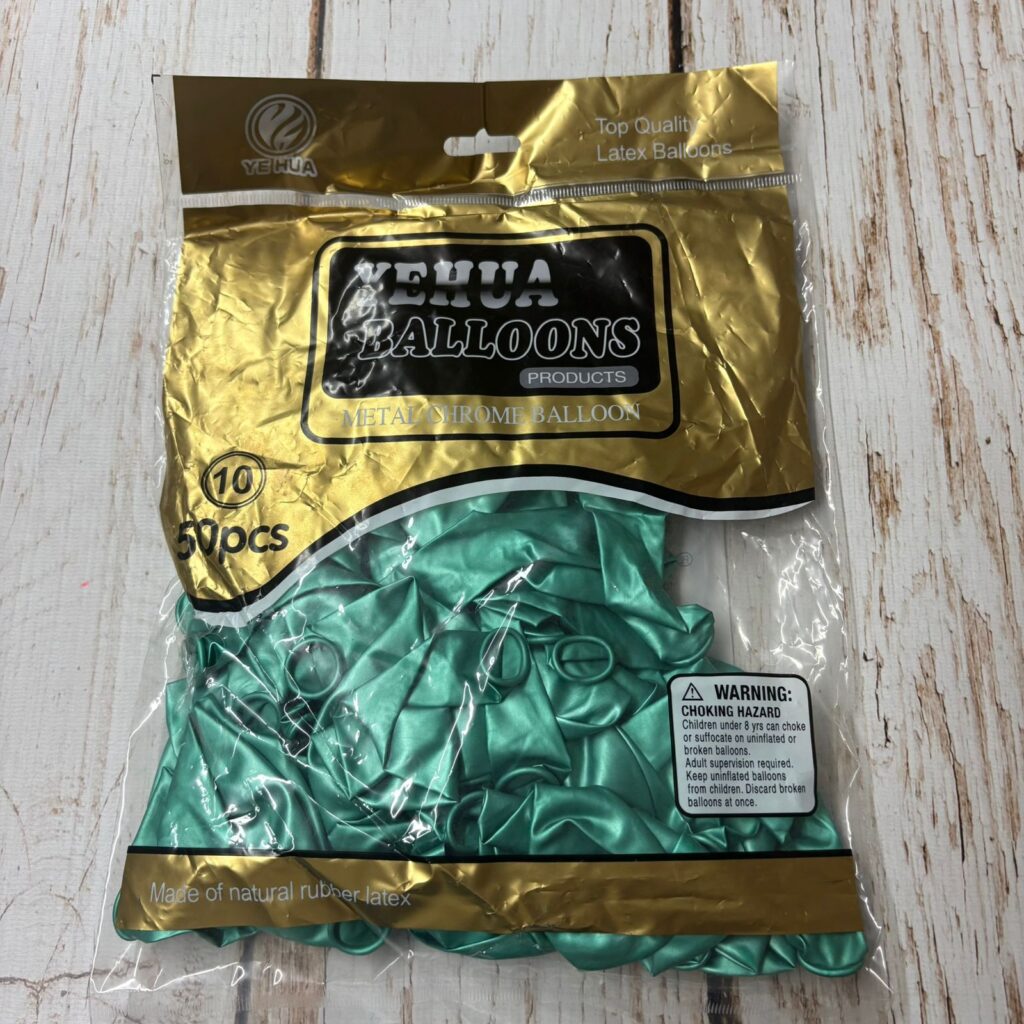 YE HUA
Top Quality
Latex Balloons
YEHUA
BALLOONS
PRODUCTS
METAL CHROME BALLOON
10
50pcs
WARNING:
CHOKING HAZARD
Children under 8 yrs can choke
or suffocate on uninflated or
broken balloons.
Adult supervision required.
Keep uninflated balloons
from children. Discard broken
balloons at once.
Made of natural rubber latex